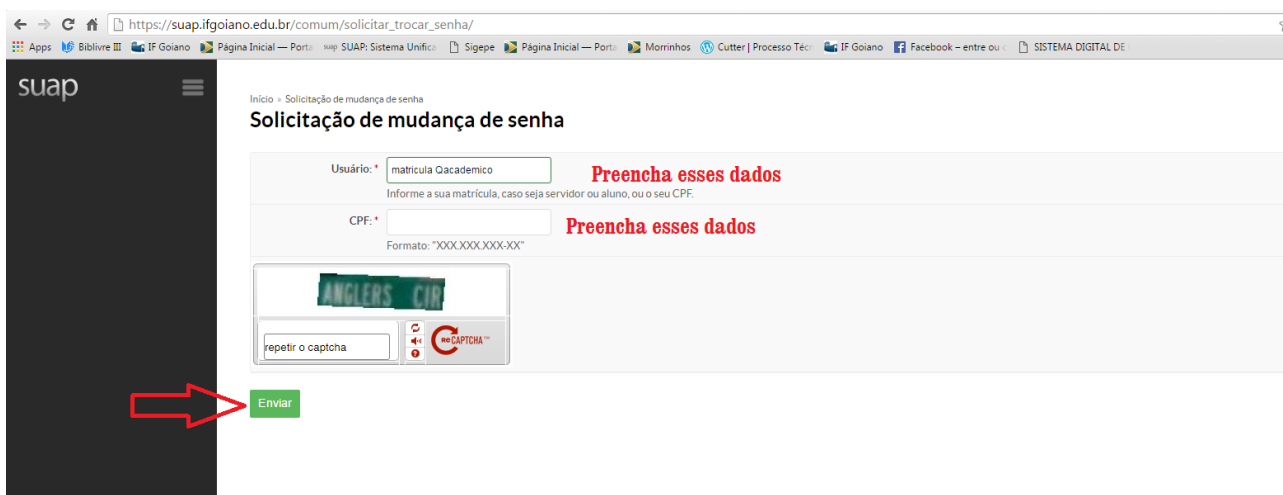 https://suap.ifgoiano.edu.br/comum/solicitar_trocar_senha/
Apps Biblivre III IF Goiano Página Inicial — Porta suap SUAP: Sistema Unifica Sigepe Página Inicial — Porta Morrinhos Cutter | Processo Técn IF Goiano Facebook – entre ou SISTEMA DIGITAL DE
suap
Início » Solicitação de mudança de senha
Solicitação de mudança de senha
Usuário: * matricula Qacademico Preencha esses dados
Informe a sua matrícula, caso seja servidor ou aluno, ou o seu CPF.
CPF: * Preencha esses dados
Formato: "XXX.XXX.XXX-XX"
ANGLERS CIR
repetir o captcha reCAPTCHA™
Enviar